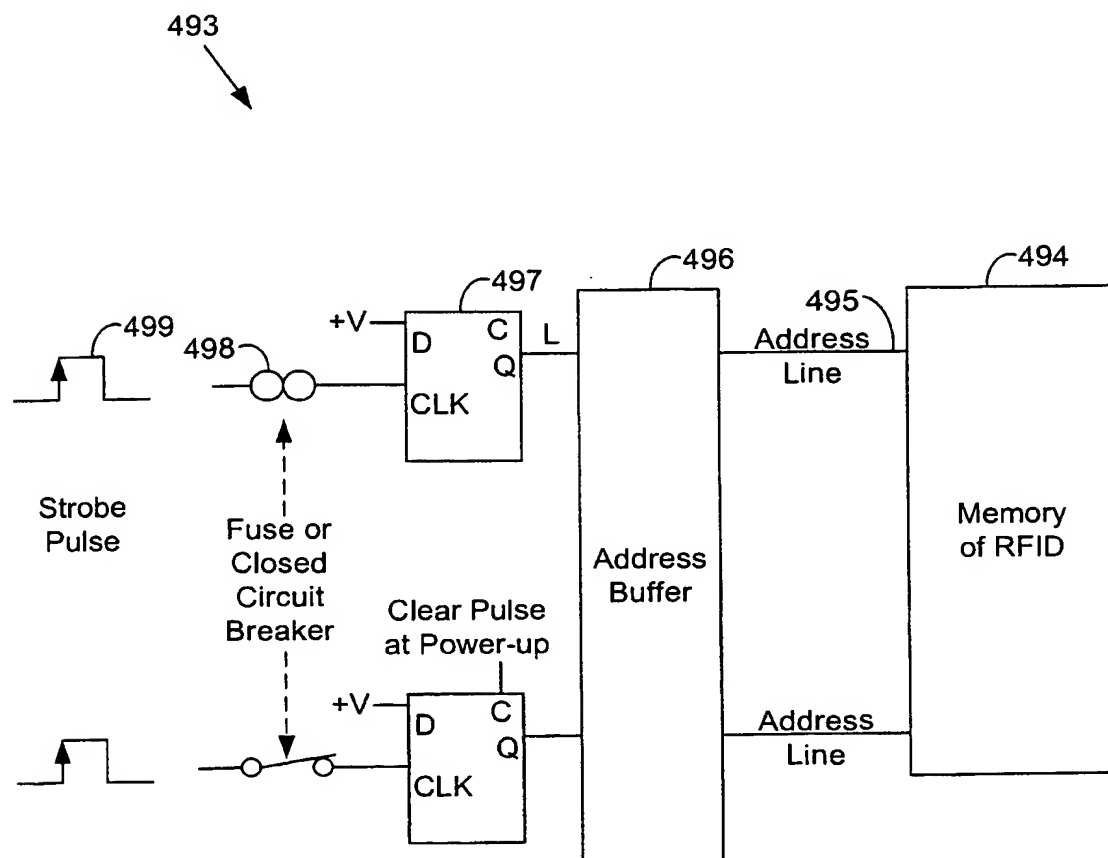 493
499
Strobe
Pulse
498
Fuse or
Closed
Circuit
Breaker
+V
497
D
C
Q
CLK
L
Clear Pulse
at Power-up
+V
D
C
Q
CLK
496
Address
Buffer
495
Address
Line
Address
Line
494
Memory
of RFID